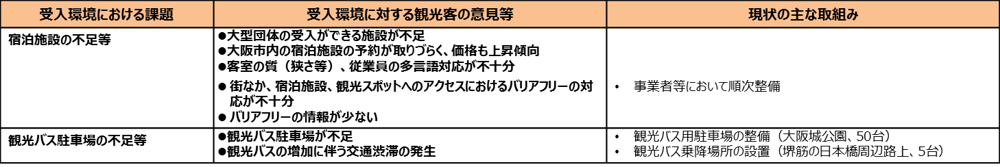 受入環境における課題
受入環境に対する観光客の意見等
現状の主な取組み
宿泊施設の不足等
●大型団体の受入ができる施設が不足
●大阪市内の宿泊施設の予約が取りづらく、価格も上昇傾向
●客室の質（狭さ等）、従業員の多言語対応が不十分
● 街なか、宿泊施設、観光スポットへのアクセスにおけるバリアフリーの対
応が不十分
● バリアフリーの情報が少ない
• 事業者等において順次整備
観光バス駐車場の不足等
●観光バス駐車場が不足
●観光バスの増加に伴う交通渋滞の発生
• 観光バス用駐車場の整備（大阪城公園、50台）
• 観光バス乗降場所の設置（堺筋の日本橋周辺路上、5台）